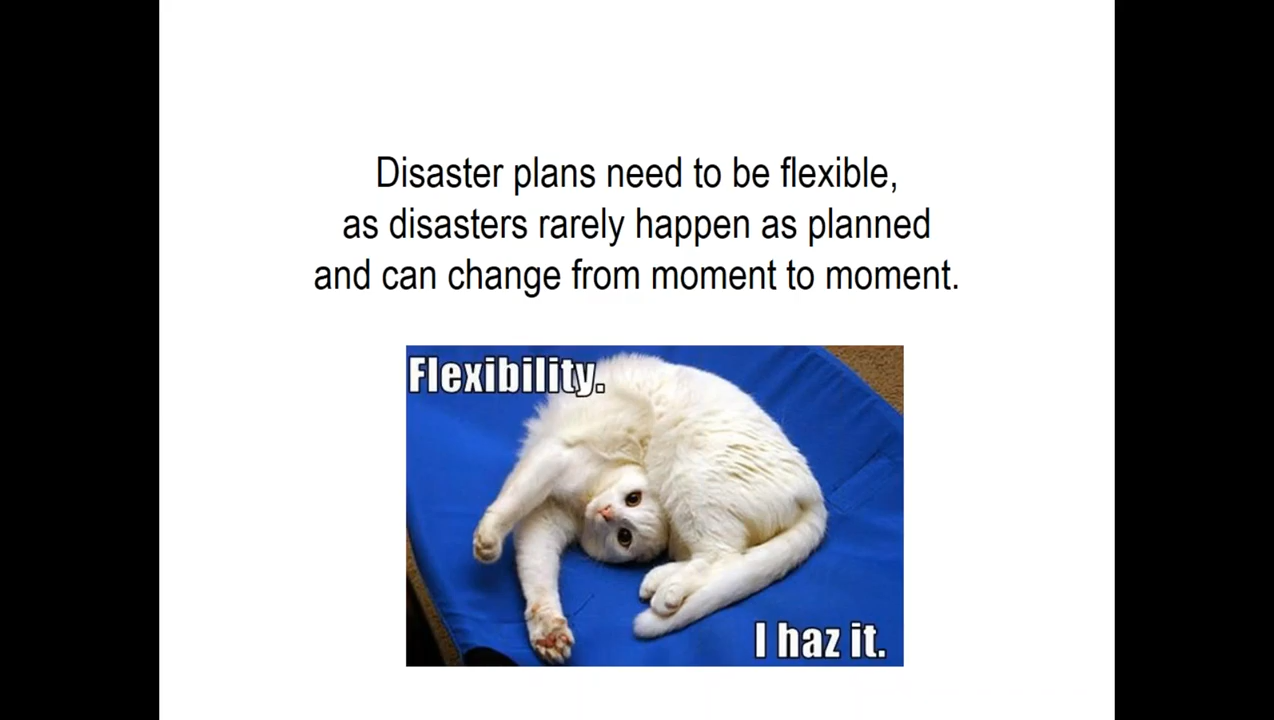 Disaster plans need to be flexible,
as disasters rarely happen as planned
and can change from moment to moment.
Flexibility.
I haz it.